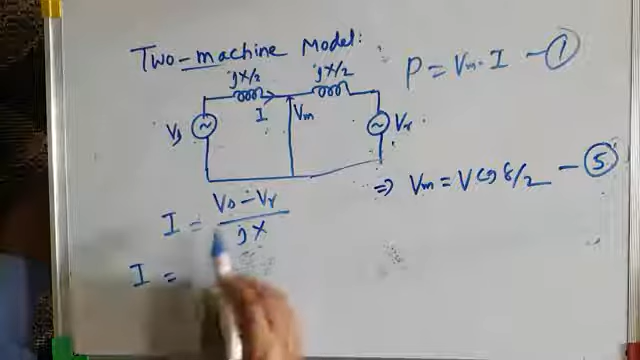 Two-machine Model:
jX/2 jX/2
P = Vm · I — ①
I Vm
Vs Vr
⇒ Vm = V cos δ/2 — ⑤
I = Vs - Vr / jX
I =